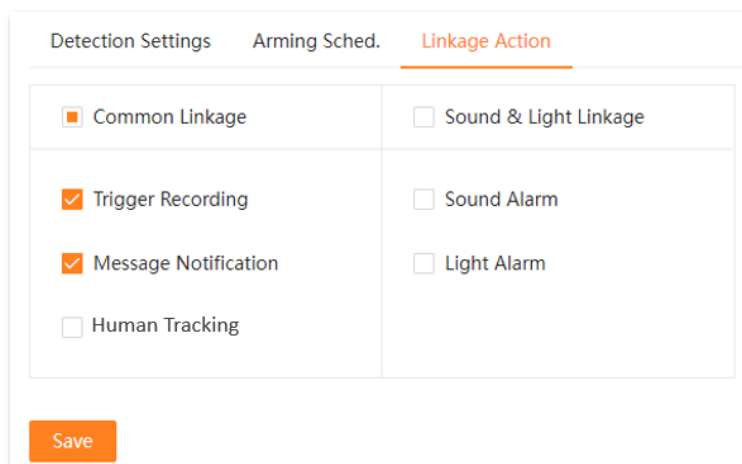 Detection Settings Arming Sched. Linkage Action
Common Linkage Sound & Light Linkage
Trigger Recording Sound Alarm
Message Notification Light Alarm
Human Tracking
Save